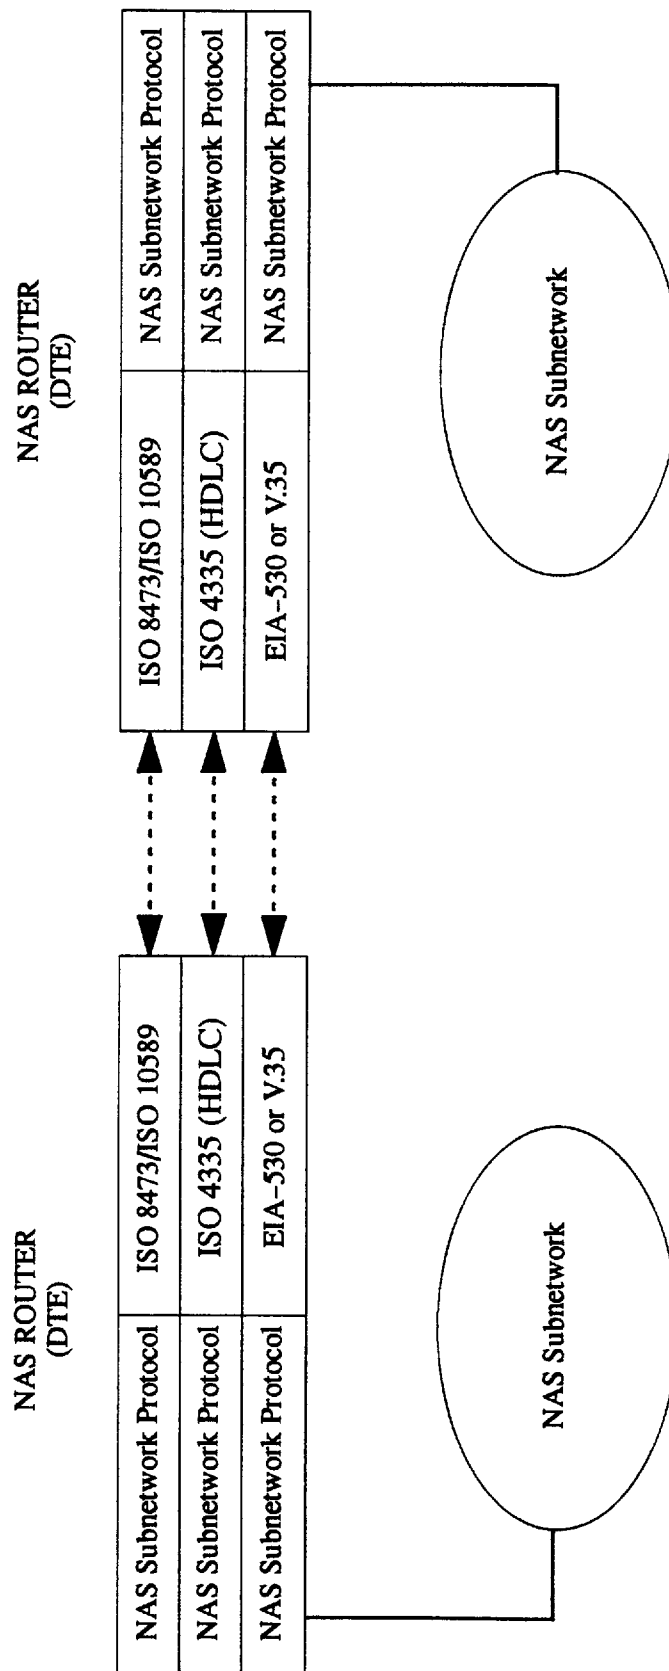 NAS ROUTER
(DTE)
NAS Subnetwork Protocol
ISO 8473/ISO 10589
NAS Subnetwork Protocol
ISO 4335 (HDLC)
NAS Subnetwork Protocol
EIA–530 or V.35
NAS Subnetwork
NAS ROUTER
(DTE)
ISO 8473/ISO 10589
NAS Subnetwork Protocol
ISO 4335 (HDLC)
NAS Subnetwork Protocol
EIA–530 or V.35
NAS Subnetwork Protocol
NAS Subnetwork